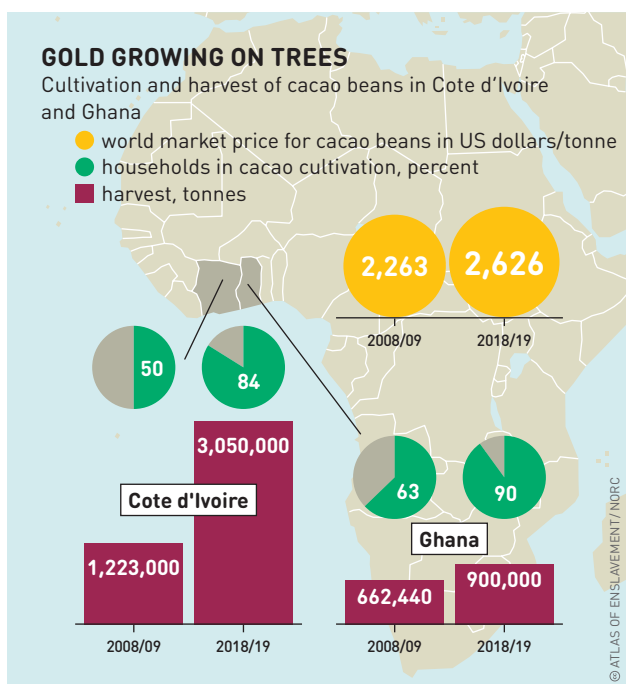 GOLD GROWING ON TREES
Cultivation and harvest of cacao beans in Cote d’Ivoire
and Ghana
world market price for cacao beans in US dollars/tonne
households in cacao cultivation, percent
harvest, tonnes
2,263
2,626
2008/09
2018/19
50
84
3,050,000
Cote d'Ivoire
1,223,000
2008/09
2018/19
63
90
Ghana
662,440
900,000
2008/09
2018/19
© ATLAS OF ENSLAVEMENT / NORC